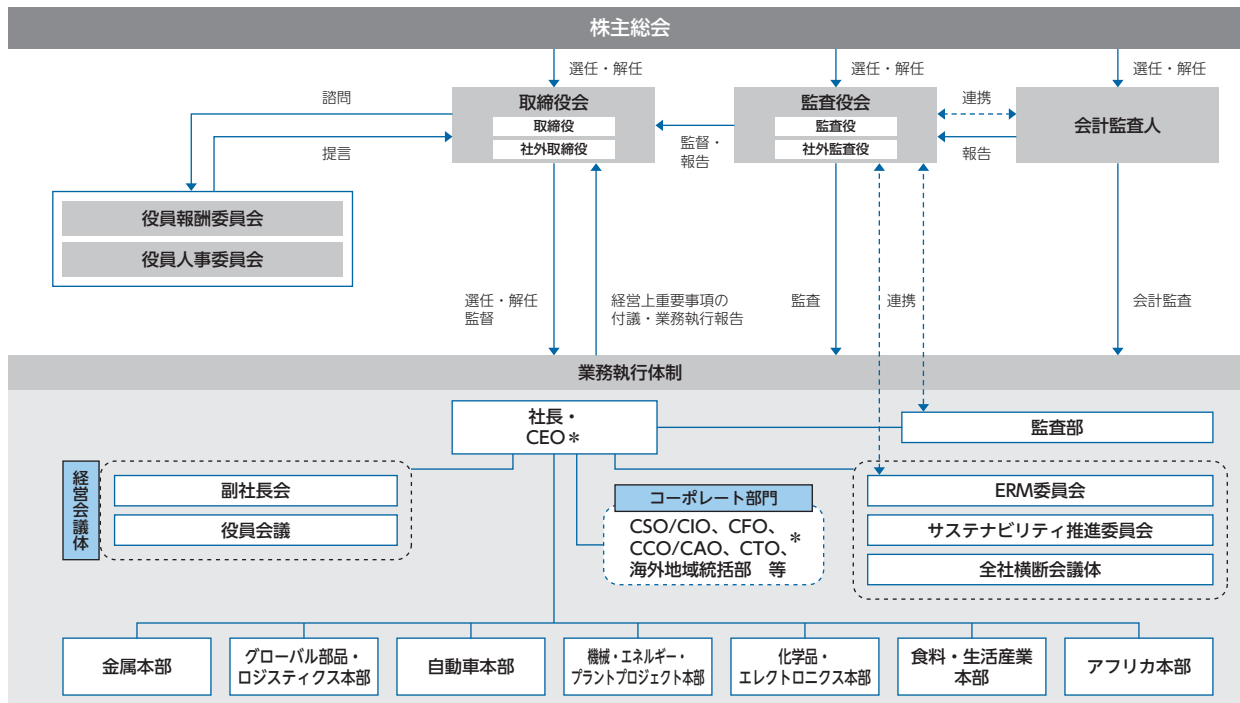 株主総会
選任・解任
選任・解任
選任・解任
諮問
提言
取締役会
取締役
社外取締役
監督・
報告
監査役会
監査役
社外監査役
連携
報告
会計監査人
役員報酬委員会
役員人事委員会
選任・解任
監督
経営上重要事項の
付議・業務執行報告
監査
連携
会計監査
業務執行体制
社長・
CEO＊
監査部
経営会議体
副社長会
役員会議
コーポレート部門
CSO/CIO、CFO、
CCO/CAO、CTO、＊
海外地域統括部　等
ERM委員会
サステナビリティ推進委員会
全社横断会議体
金属本部
グローバル部品・
ロジスティクス本部
自動車本部
機械・エネルギー・
プラントプロジェクト本部
化学品・
エレクトロニクス本部
食料・生活産業
本部
アフリカ本部